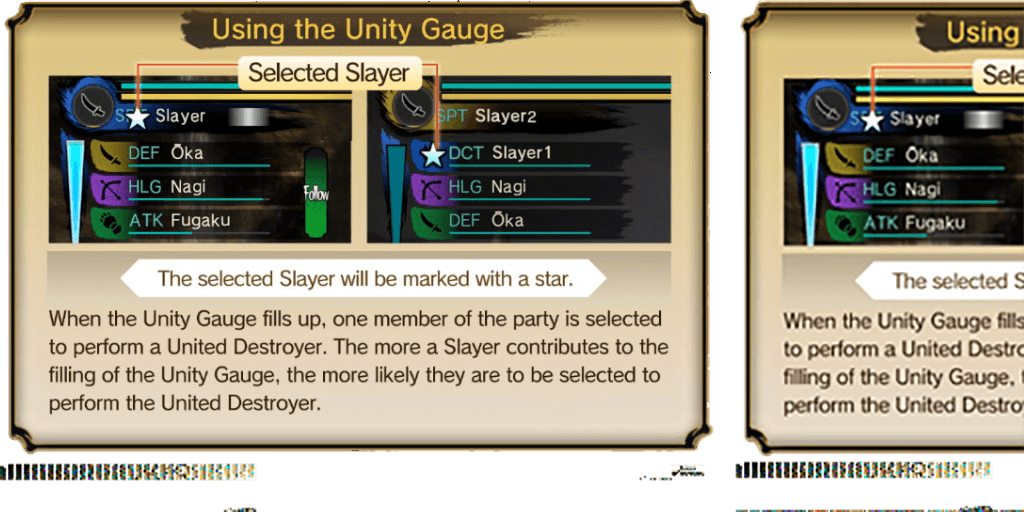 Using the Unity Gauge
Selected Slayer
Slayer
DEF Ōka
HLG Nagi
ATK Fugaku
Follow
SPT Slayer2
DCT Slayer1
HLG Nagi
DEF Ōka
The selected Slayer will be marked with a star.
When the Unity Gauge fills up, one member of the party is selected
to perform a United Destroyer. The more a Slayer contributes to the
filling of the Unity Gauge, the more likely they are to be selected to
perform the United Destroyer.
Using
Slayer
DEF Ōka
HLG Nagi
ATK Fugaku
The selected
When the Unity Gauge fills
to perform a United
filling of the Unity Gauge,
perform the United